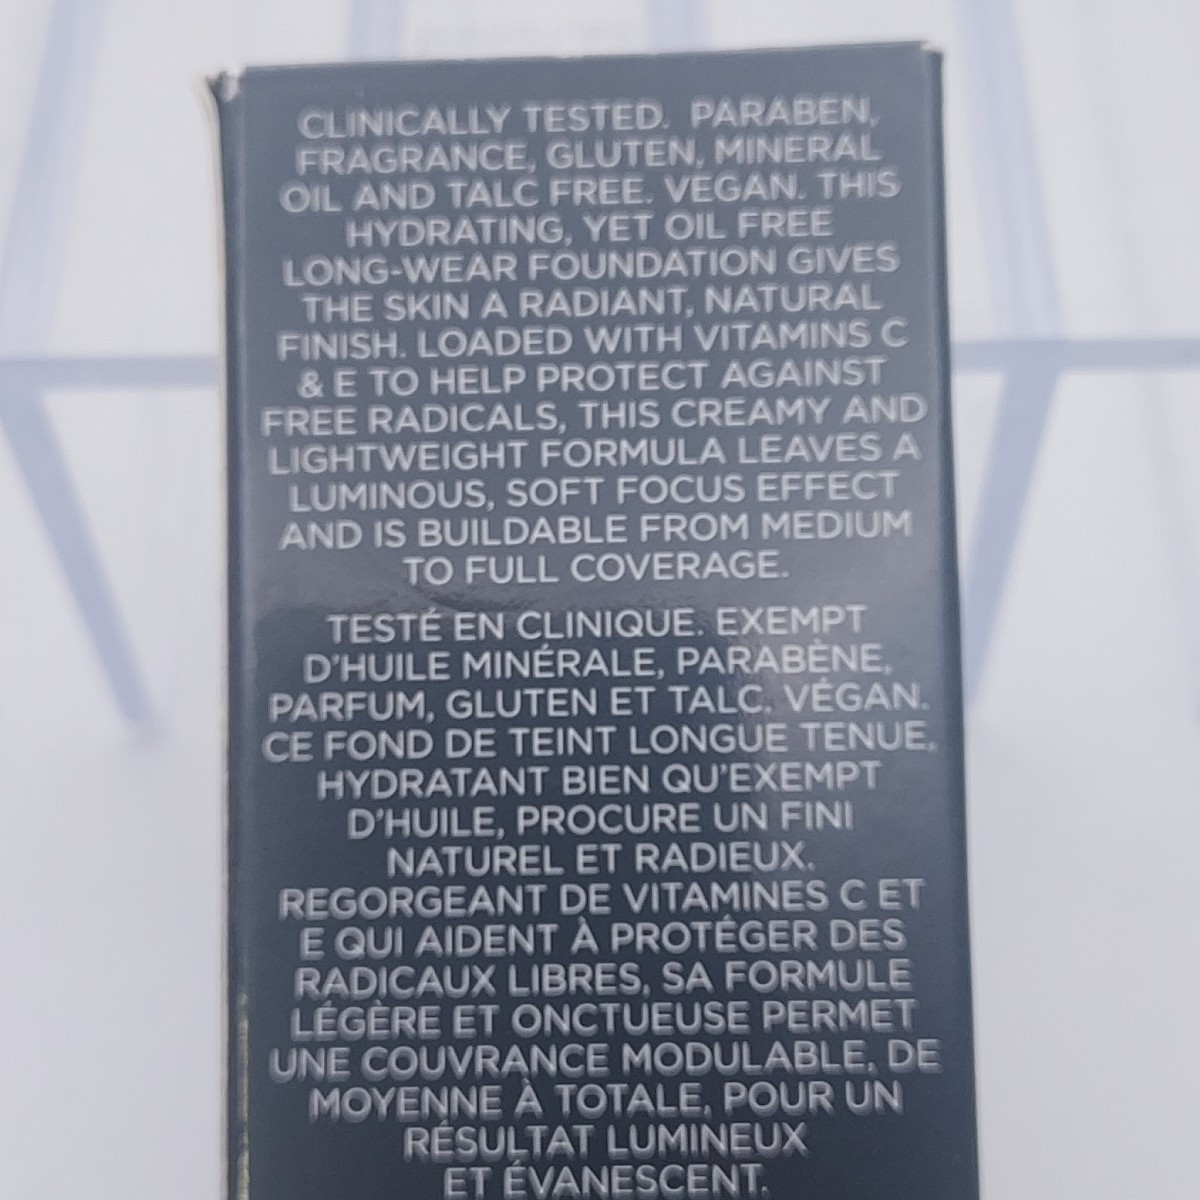 CLINICALLY TESTED. PARABEN,
FRAGRANCE, GLUTEN, MINERAL
OIL AND TALC FREE. VEGAN. THIS
HYDRATING, YET OIL FREE
LONG-WEAR FOUNDATION GIVES
THE SKIN A RADIANT, NATURAL
FINISH. LOADED WITH VITAMINS C
& E TO HELP PROTECT AGAINST
FREE RADICALS, THIS CREAMY AND
LIGHTWEIGHT FORMULA LEAVES A
LUMINOUS, SOFT FOCUS EFFECT
AND IS BUILDABLE FROM MEDIUM
TO FULL COVERAGE.
TESTÉ EN CLINIQUE. EXEMPT
D'HUILE MINÉRALE, PARABÈNE,
PARFUM, GLUTEN ET TALC. VÉGAN.
CE FOND DE TEINT LONGUE TENUE,
HYDRATANT BIEN QU'EXEMPT
D'HUILE, PROCURE UN FINI
NATUREL ET RADIEUX.
REGORGEANT DE VITAMINES C ET
E QUI AIDENT À PROTÉGER DES
RADICAUX LIBRES, SA FORMULE
LÉGÈRE ET ONCTUEUSE PERMET
UNE COUVRANCE MODULABLE, DE
MOYENNE À TOTALE, POUR UN
RÉSULTAT LUMINEUX
ET ÉVANESCENT.